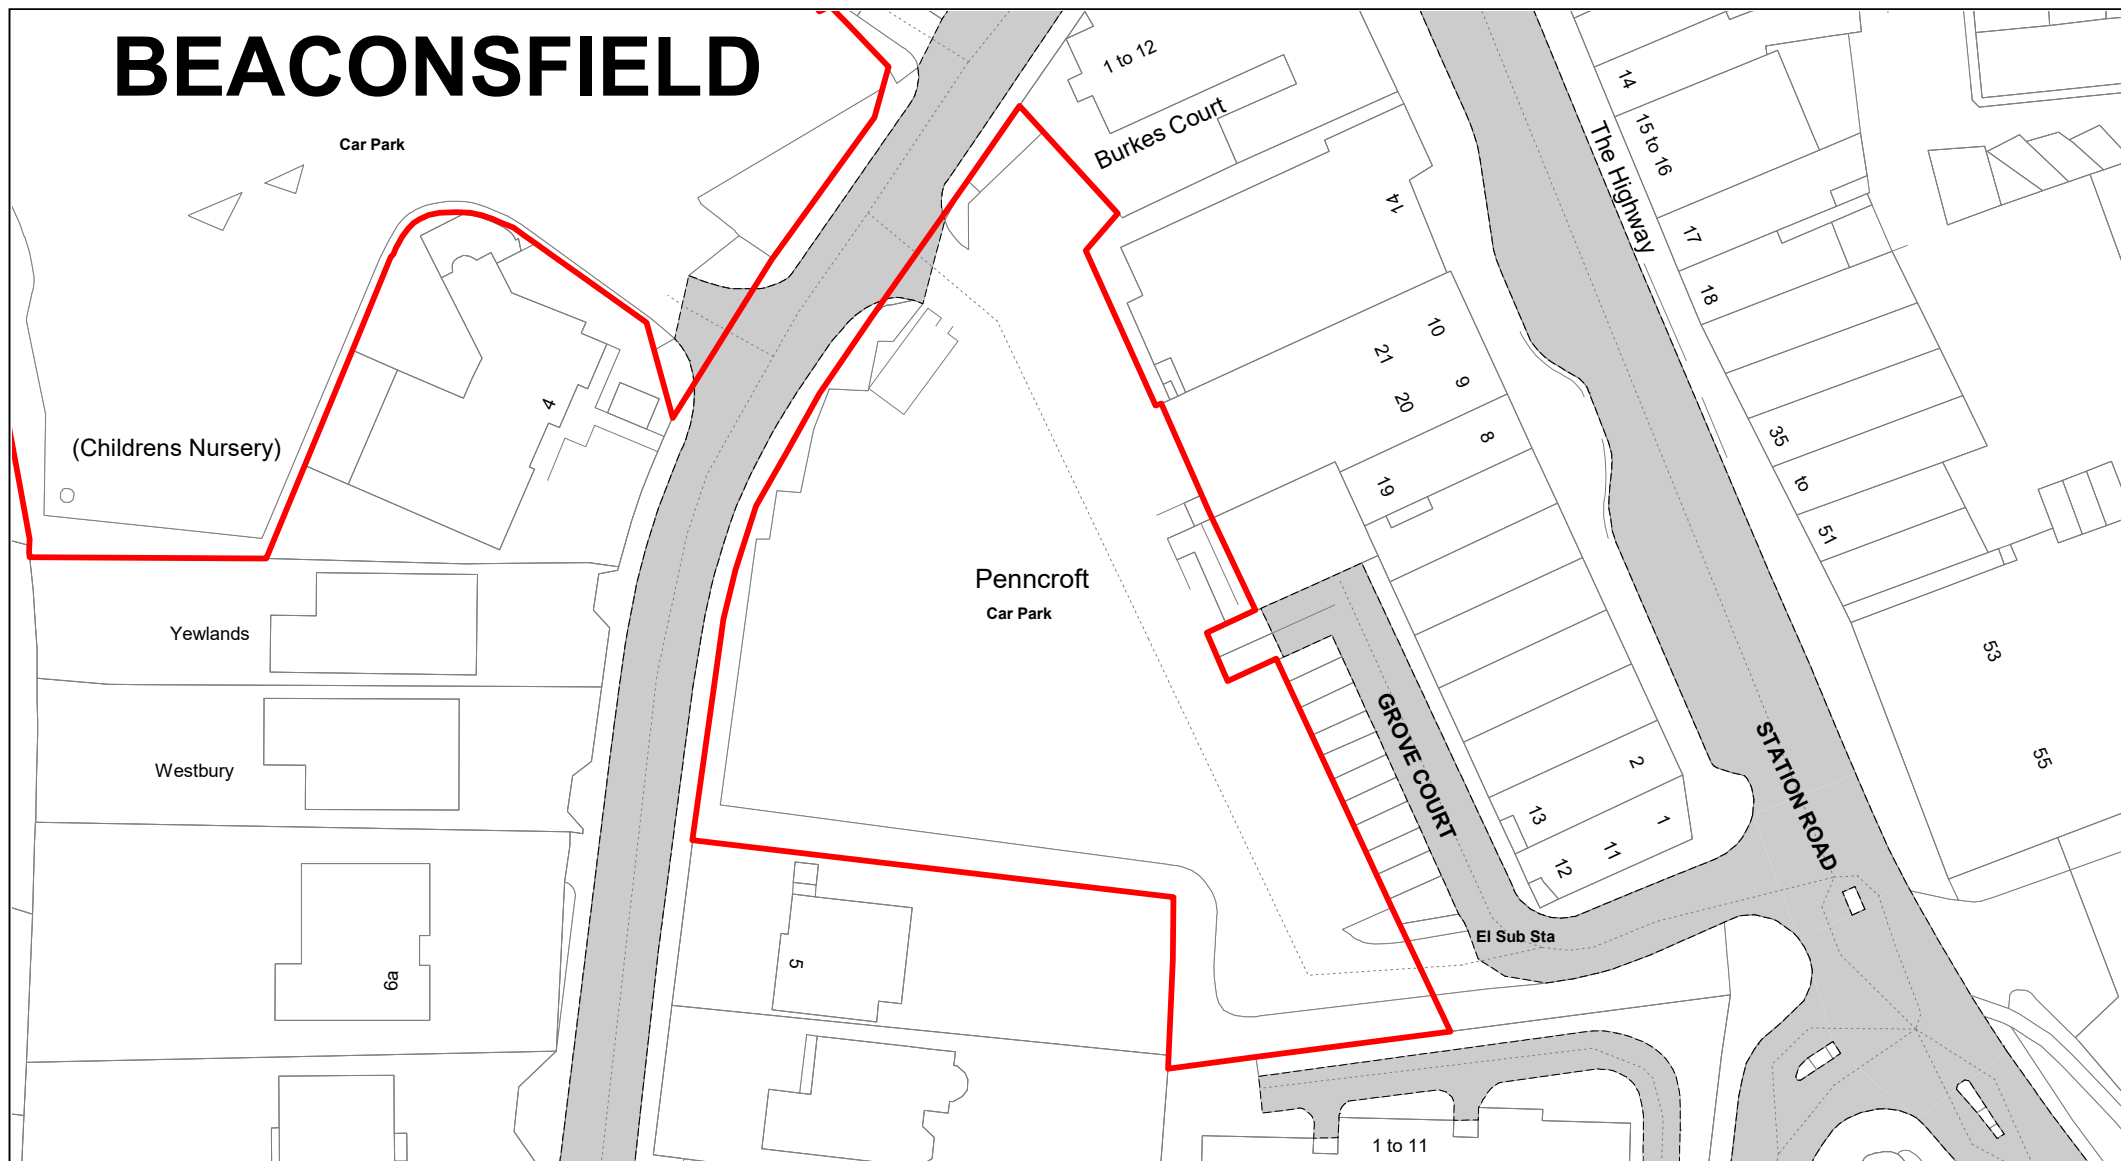 BEACONSFIELD
1 to 12
Car Park
Burkes Court
The Highway
14
15 to 16
14
17
18
10
21
9
20
8
4
(Childrens Nursery)
19
35
to
51
Penncroft
Car Park
Yewlands
53
Westbury
GROVE COURT
STATION ROAD
55
2
13
1
11
12
El Sub Sta
5
6a
1 to 11